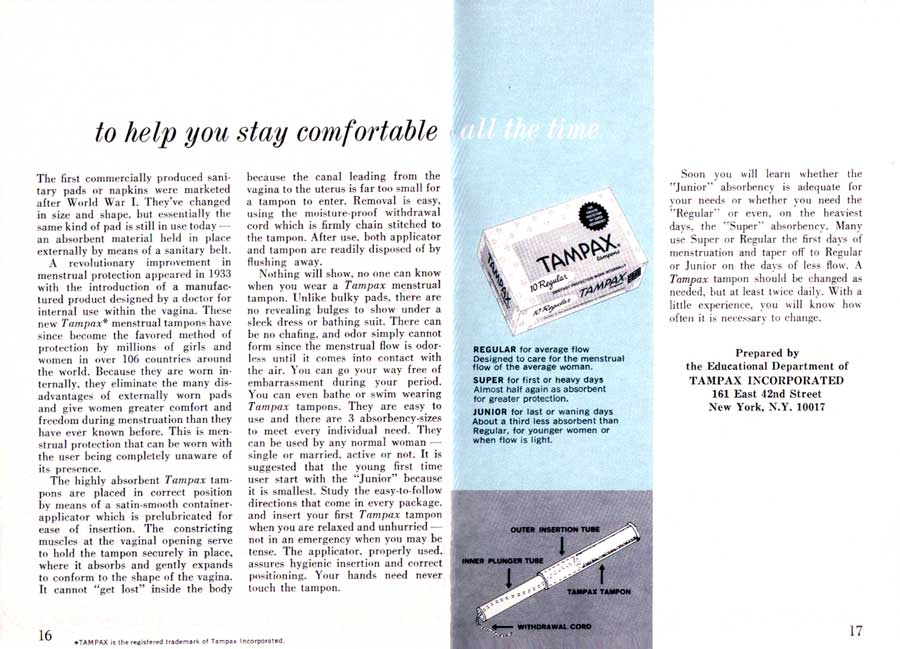 to help you stay comfortable all the time
The first commercially produced sani-
tary pads or napkins were marketed
after World War I. They've changed
in size and shape, but essentially the
same kind of pad is still in use today —
an absorbent material held in place
externally by means of a sanitary belt.
A revolutionary improvement in
menstrual protection appeared in 1933
with the introduction of a manufac-
tured product designed by a doctor for
internal use within the vagina. These
new Tampax* menstrual tampons have
since become the favored method of
protection by millions of girls and
women in over 106 countries around
the world. Because they are worn in-
ternally, they eliminate the many dis-
advantages of externally worn pads
and give women greater comfort and
freedom during menstruation than they
have ever known before. This is men-
strual protection that can be worn with
the user being completely unaware of
its presence.
The highly absorbent Tampax tam-
pons are placed in correct position
by means of a satin-smooth container-
applicator which is prelubricated for
ease of insertion. The constricting
muscles at the vaginal opening serve
to hold the tampon securely in place,
where it absorbs and gently expands
to conform to the shape of the vagina.
It cannot "get lost" inside the body
because the canal leading from the
vagina to the uterus is far too small for
a tampon to enter. Removal is easy,
using the moisture-proof withdrawal
cord which is firmly chain stitched to
the tampon. After use, both applicator
and tampon are readily disposed of by
flushing away.
Nothing will show, no one can know
when you wear a Tampax menstrual
tampon. Unlike bulky pads, there are
no revealing bulges to show under a
sleek dress or bathing suit. There can
be no chafing, and odor simply cannot
form since the menstrual flow is odor-
less until it comes into contact with
the air. You can go your way free of
embarrassment during your period.
You can even bathe or swim wearing
Tampax tampons. They are easy to
use and there are 3 absorbency-sizes
to meet every individual need. They
can be used by any normal woman —
single or married, active or not. It is
suggested that the young first time
user start with the "Junior" because
it is smallest. Study the easy-to-follow
directions that come in every package,
and insert your first Tampax tampon
when you are relaxed and unhurried —
not in an emergency when you may be
tense. The applicator, properly used,
assures hygienic insertion and correct
positioning. Your hands need never
touch the tampon.
16
*TAMPAX is the registered trademark of Tampax Incorporated.
TAMPAX
tampons
SANITARY PROTECTION WORN INTERNALLY
10 Regular
TAMPAX
10 Regular
TAMPAX
REGULAR for average flow
Designed to care for the menstrual
flow of the average woman.
SUPER for first or heavy days
Almost half again as absorbent
for greater protection.
JUNIOR for last or waning days
About a third less absorbent than
Regular, for younger women or
when flow is light.
OUTER INSERTION TUBE
INNER PLUNGER TUBE
TAMPAX TAMPON
WITHDRAWAL CORD
Soon you will learn whether the
"Junior" absorbency is adequate for
your needs or whether you need the
"Regular" or even, on the heaviest
days, the "Super" absorbency. Many
use Super or Regular the first days of
menstruation and taper off to Regular
or Junior on the days of less flow. A
Tampax tampon should be changed as
needed, but at least twice daily. With a
little experience, you will know how
often it is necessary to change.
Prepared by
the Educational Department of
TAMPAX INCORPORATED
161 East 42nd Street
New York, N.Y. 10017
17